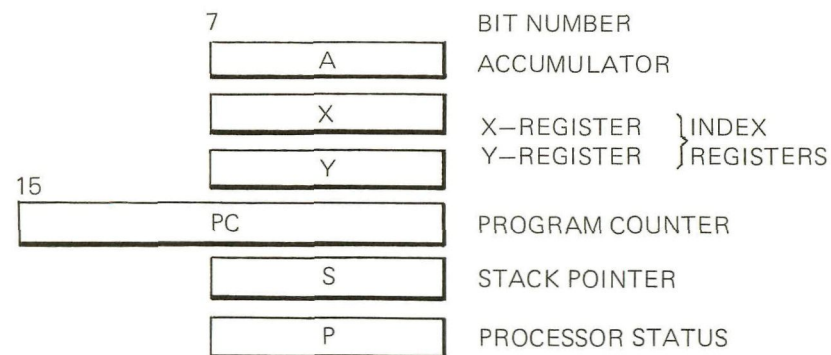 7 BIT NUMBER
A ACCUMULATOR
X
X–REGISTER INDEX
Y–REGISTER REGISTERS
Y
15
PC PROGRAM COUNTER
S STACK POINTER
P PROCESSOR STATUS